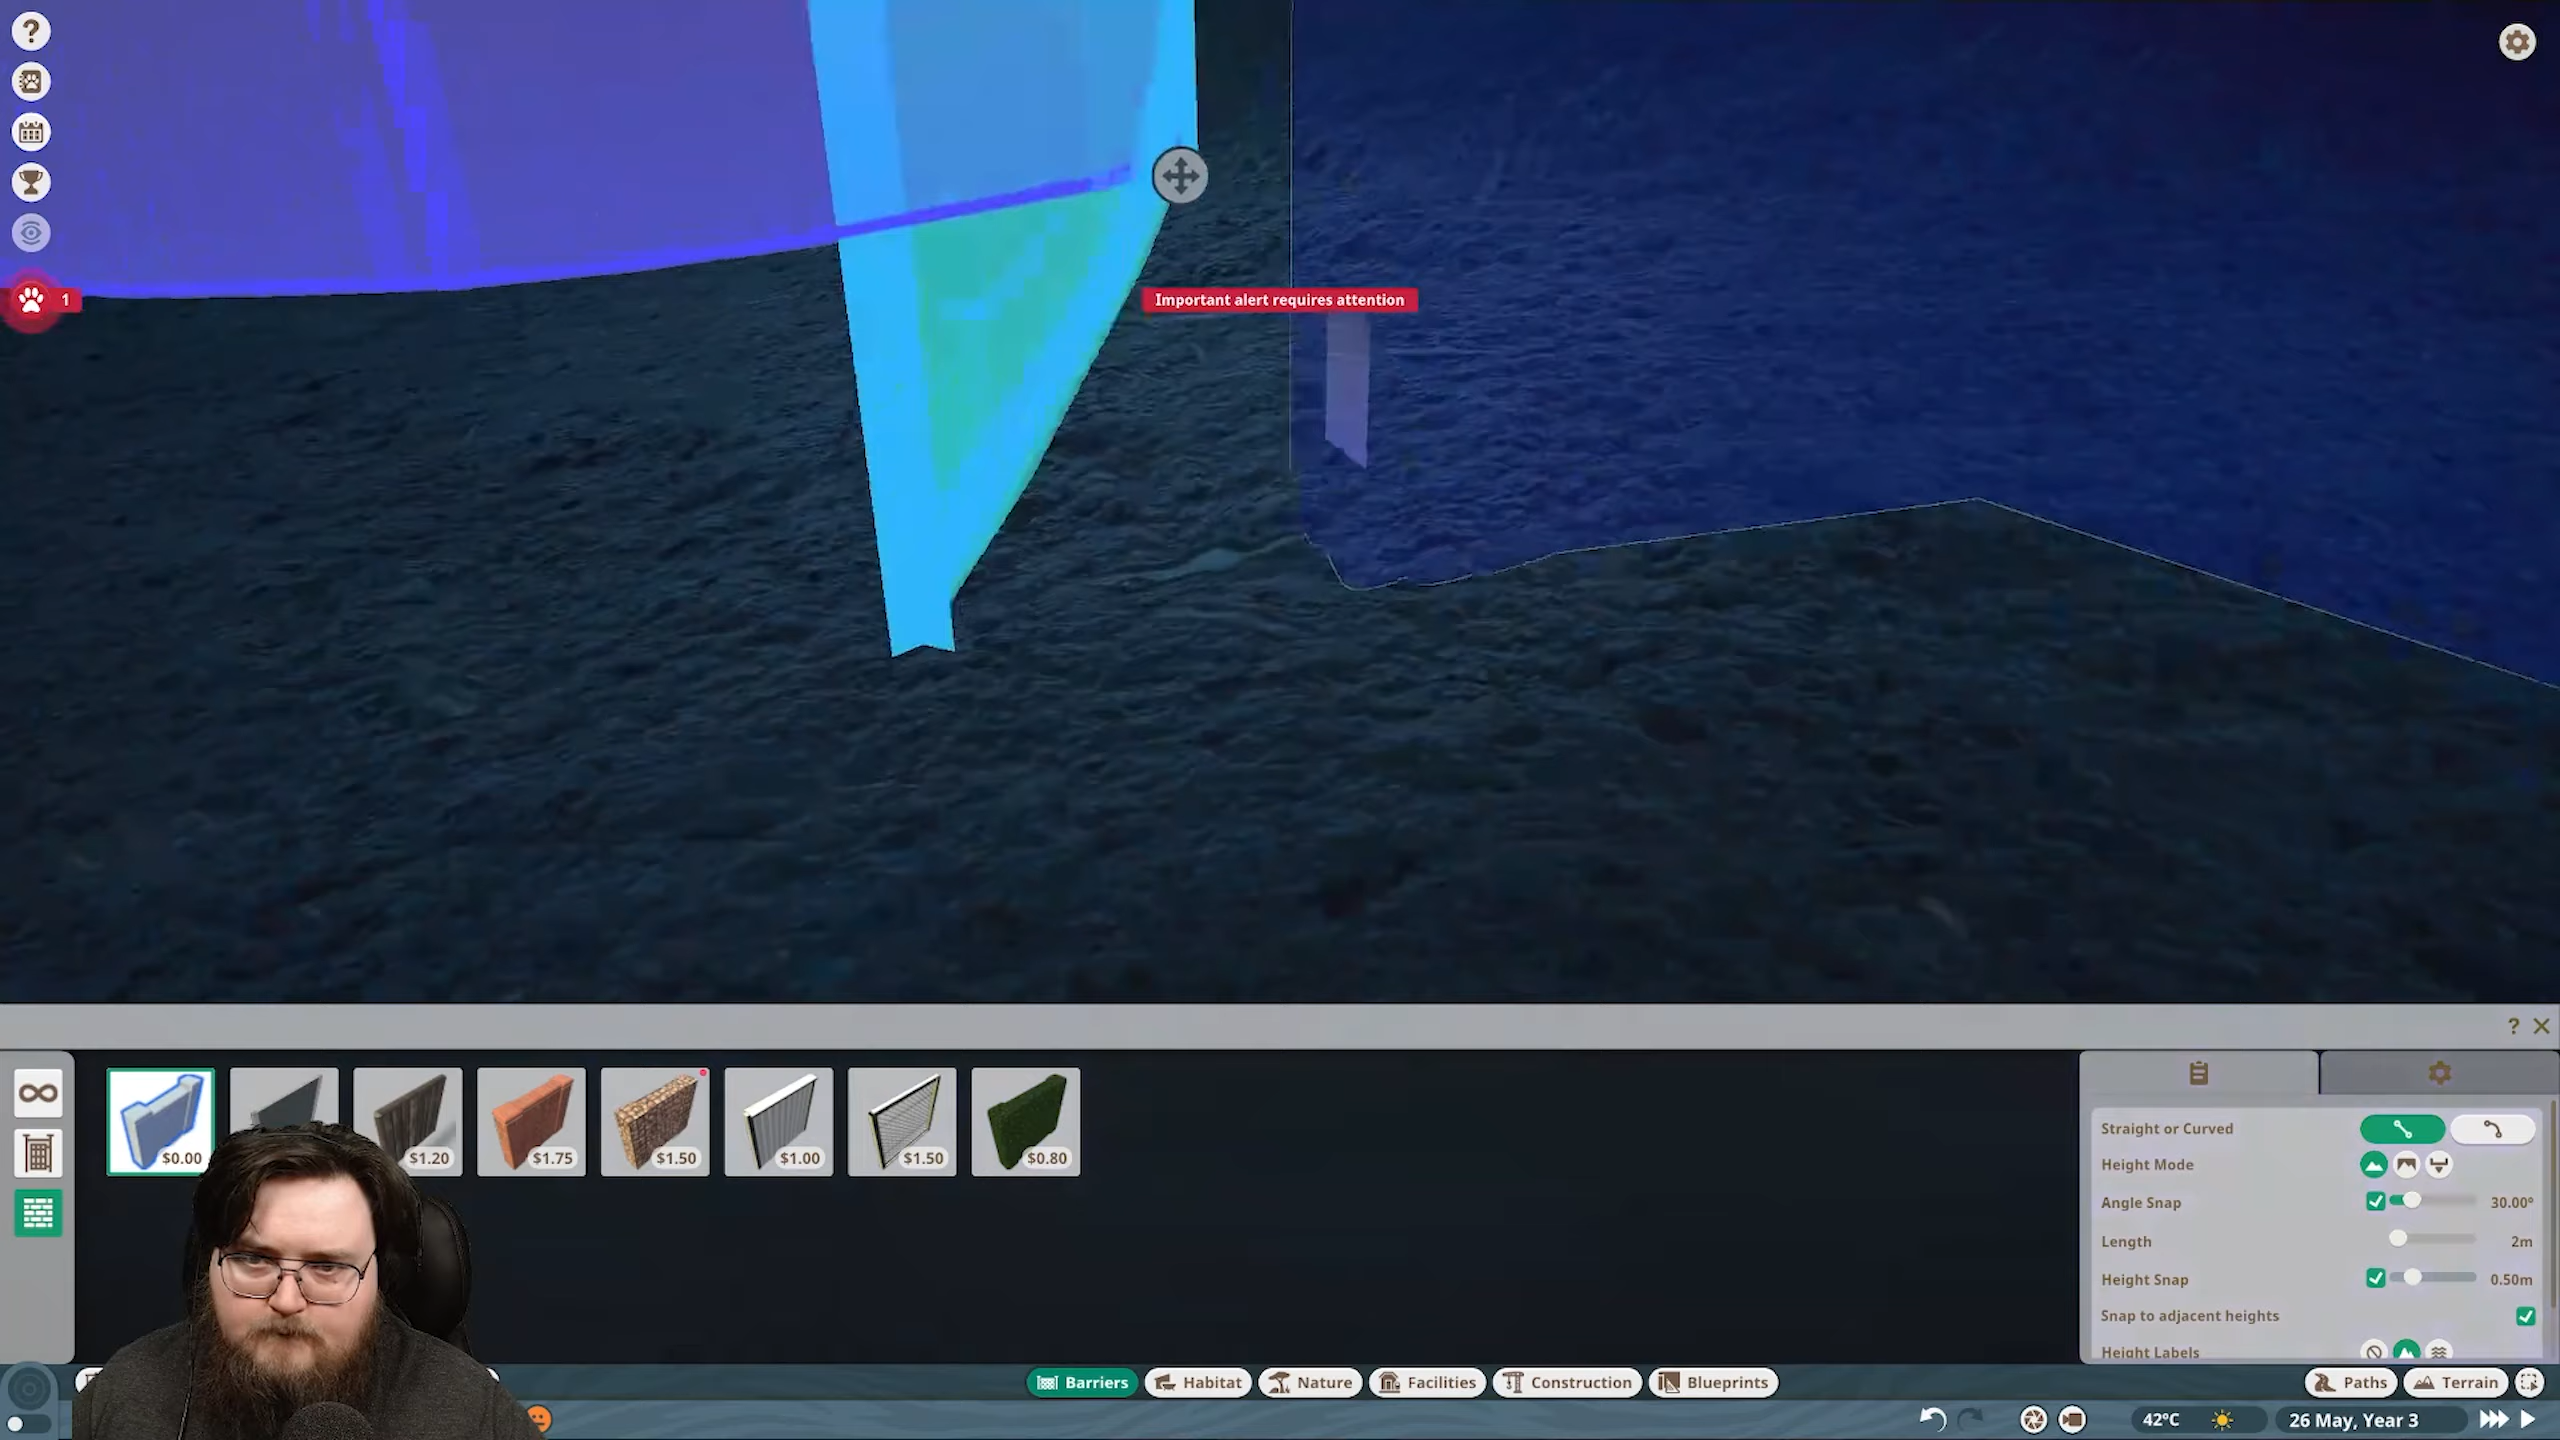 ?
1
Important alert requires attention
?
$0.00
$1.20
$1.75
$1.50
$1.00
$1.50
$0.80
Straight or Curved
Height Mode
Angle Snap
30.00°
Length
2m
Height Snap
0.50m
Snap to adjacent heights
Height Labels
Barriers
Habitat
Nature
Facilities
Construction
Blueprints
Paths
Terrain
42°C
26 May, Year 3